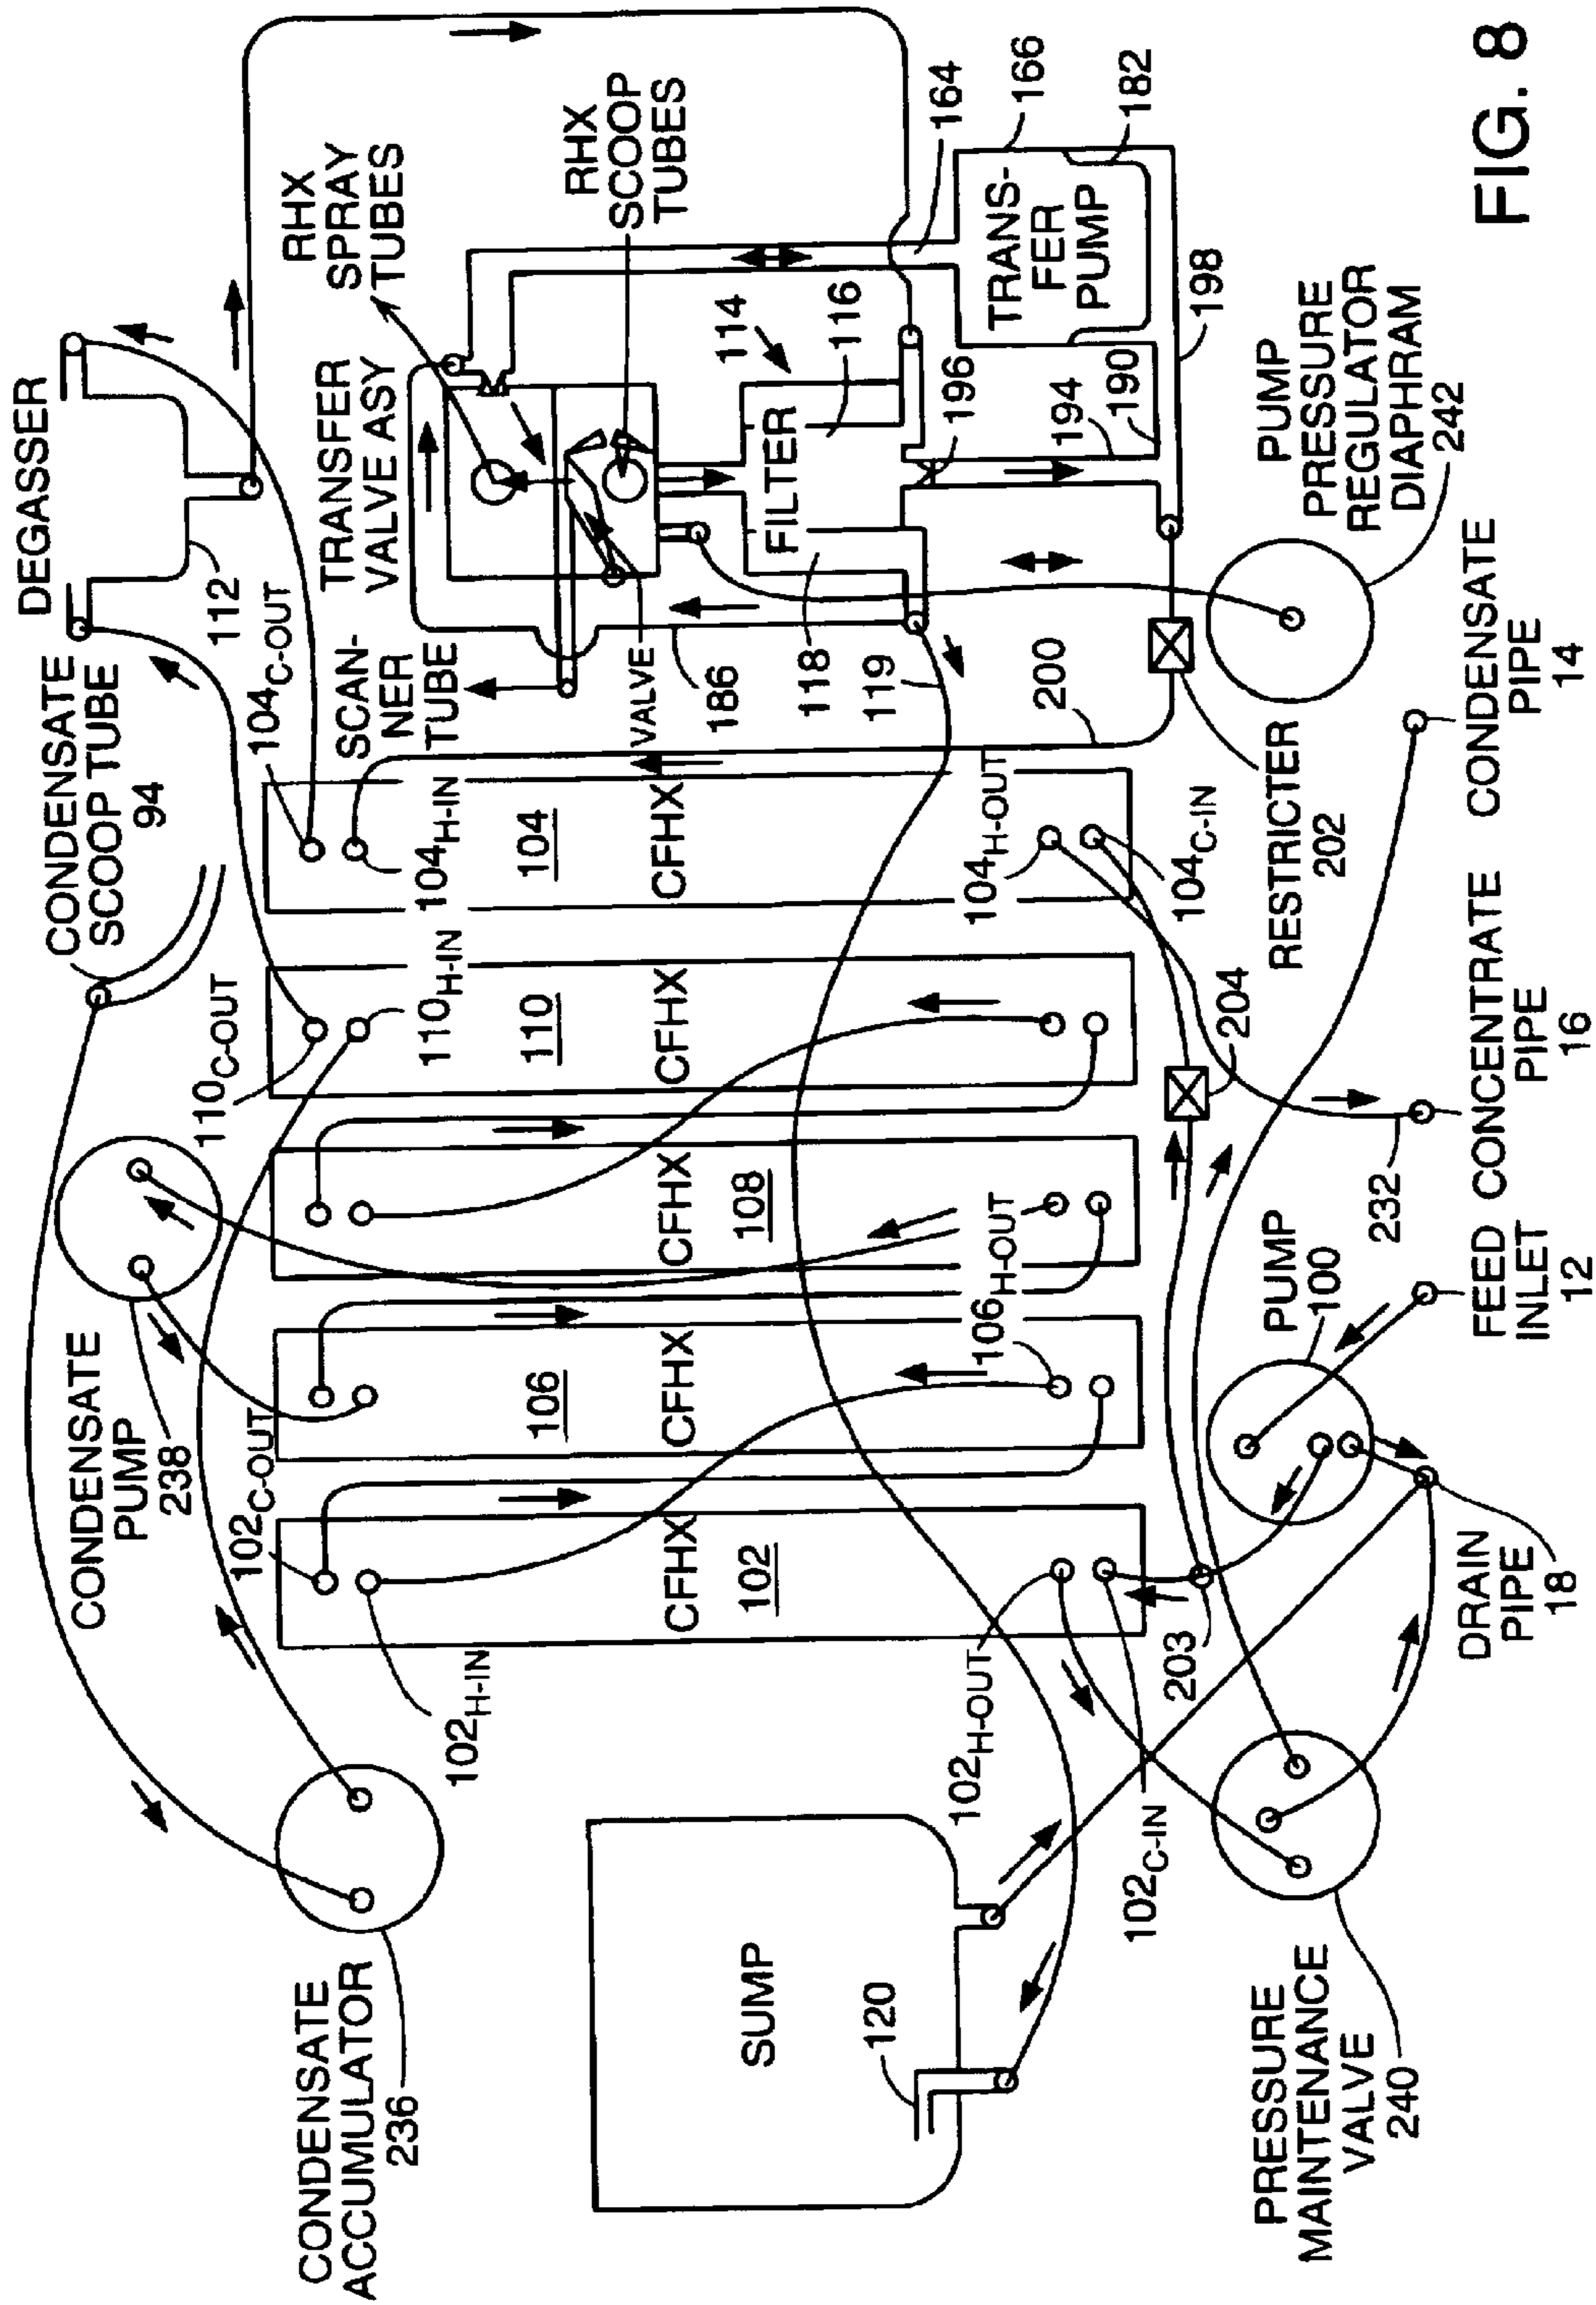 DEGASSER
112
CONDENSATE
SCOOP TUBE
94
104C-OUT
TRANSFER
VALVE ASY
RHX
SPRAY
TUBES
RHX
SCOOP
TUBES
SCAN-
NER
TUBE
VALVE
186
114
116
FILTER
118
119
164
166
TRANS-
FER
PUMP
182
196
194
190
198
200
PUMP
PRESSURE
REGULATOR
DIAPHRAM
242
RESTRICTER
202
CONDENSATE
PUMP
238
110C-OUT
110H-IN
110
CFHX
104H-IN
104
CFHX
104H-OUT
104C-IN
108
CFHX
106
CFHX
106H-OUT
102C-OUT
102H-IN
102
CFHX
102H-OUT
102C-IN
203
204
232
CONDENSATE
ACCUMULATOR
236
SUMP
120
PRESSURE
MAINTENANCE
VALVE
240
DRAIN
PIPE
18
PUMP
100
FEED
INLET
12
CONCENTRATE
PIPE
16
CONDENSATE
PIPE
14
FIG. 8